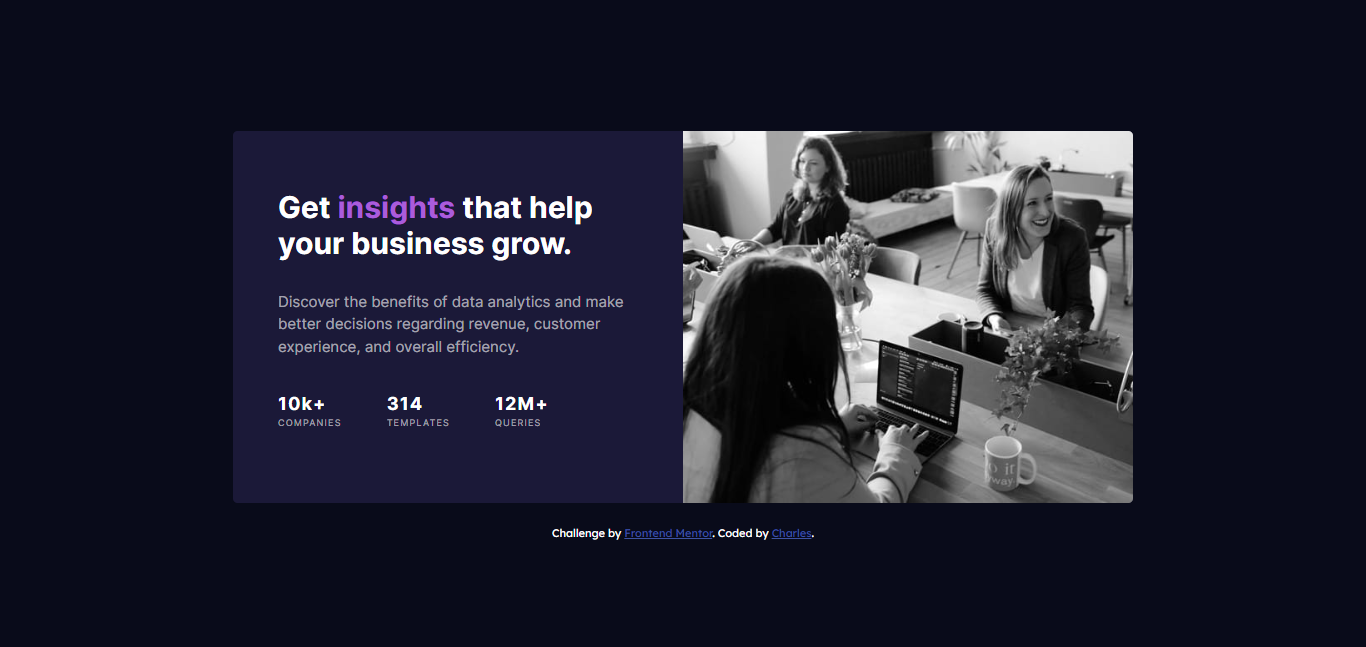 Get insights that help
your business grow.
Discover the benefits of data analytics and make
better decisions regarding revenue, customer
experience, and overall efficiency.
10k+ 314 12M+
COMPANIES TEMPLATES QUERIES
Challenge by Frontend Mentor. Coded by Charles.